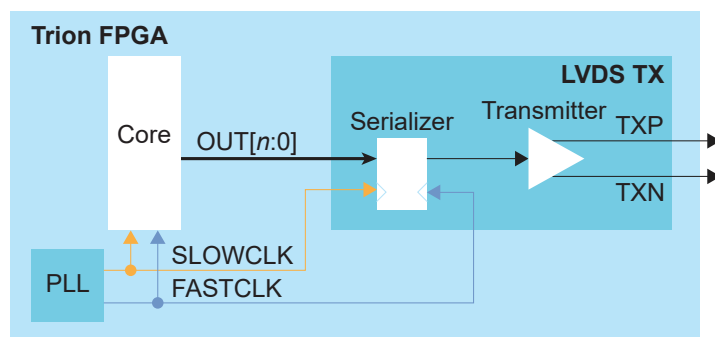 Trion FPGA
LVDS TX
Core
OUT[n:0]
Serializer
Transmitter
TXP
TXN
PLL
SLOWCLK
FASTCLK